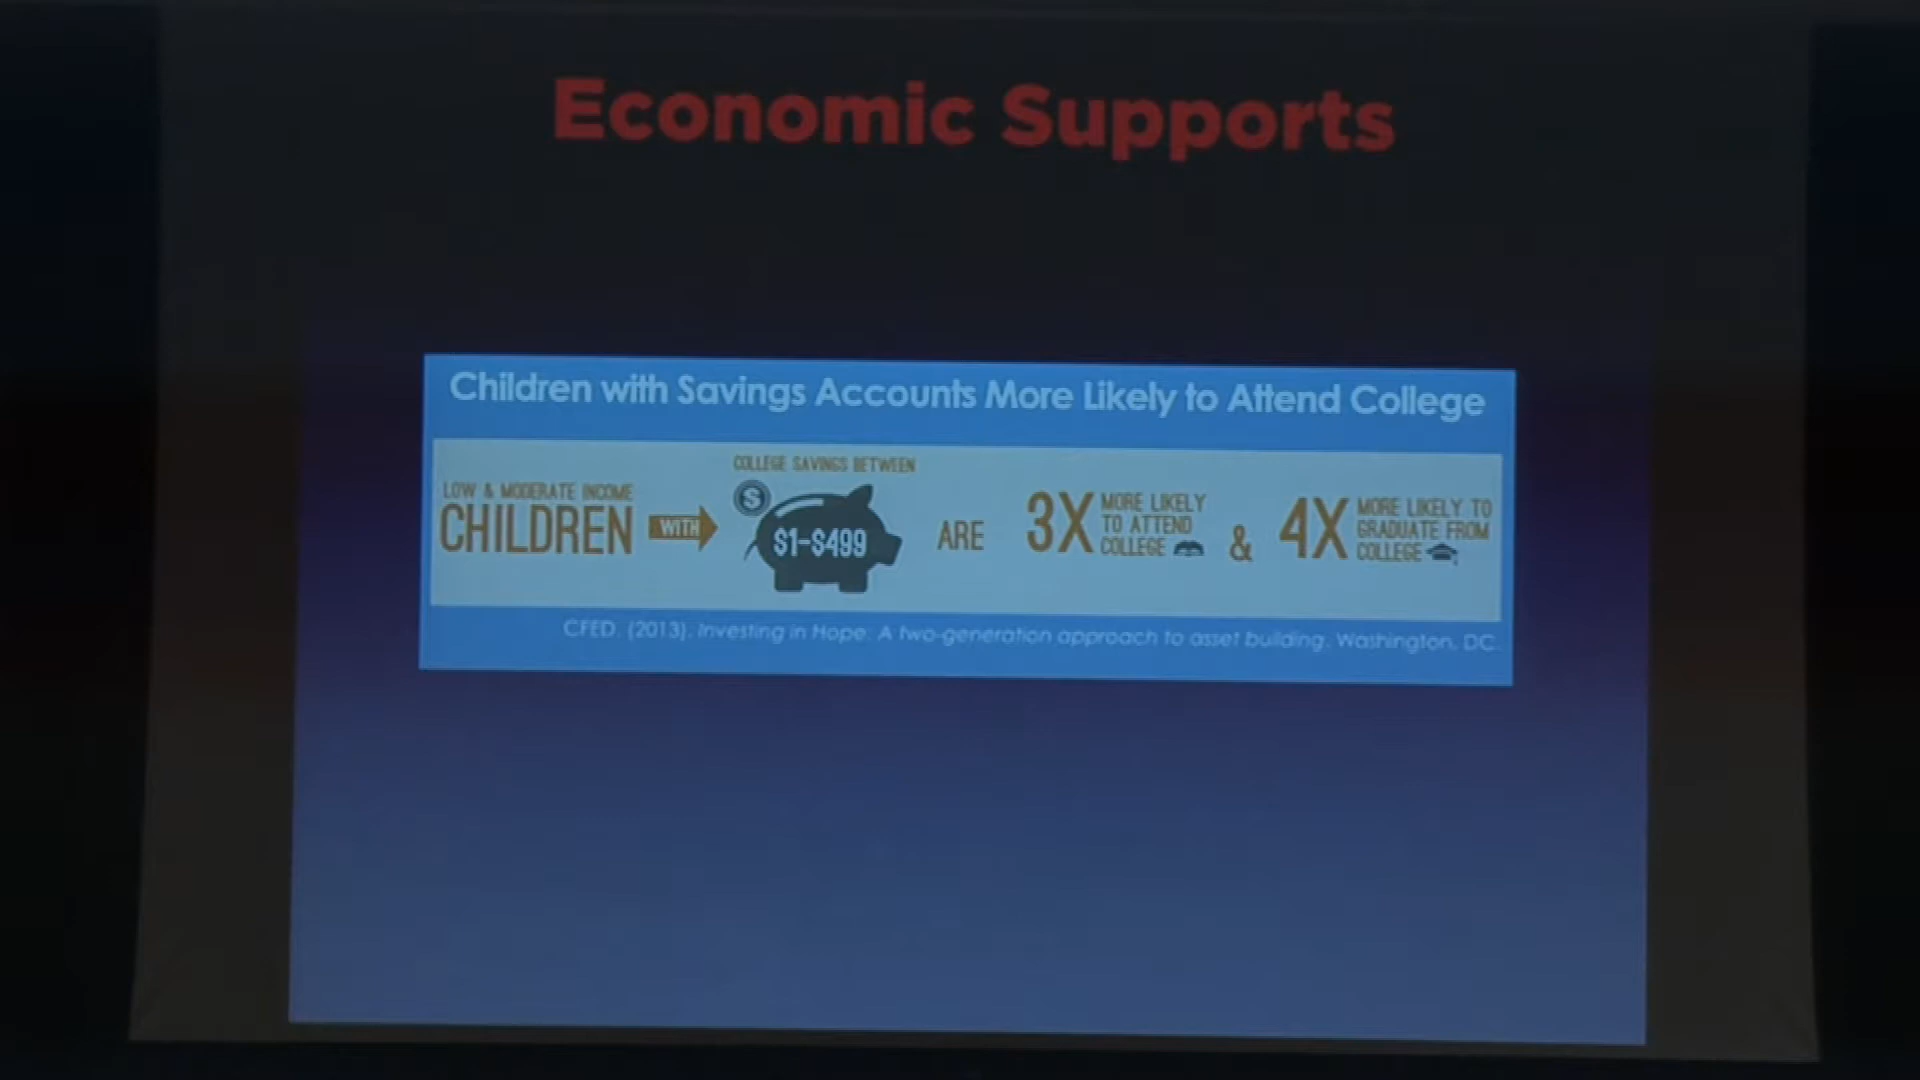 Economic Supports
Children with Savings Accounts More Likely to Attend College
LOW & MODERATE INCOME
CHILDREN
WITH
COLLEGE SAVINGS BETWEEN
$
$1-$499
ARE
3X
MORE LIKELY
TO ATTEND
COLLEGE
&
4X
MORE LIKELY TO
GRADUATE FROM
COLLEGE
CFED. (2013). Investing in Hope: A two-generation approach to asset building. Washington, DC.